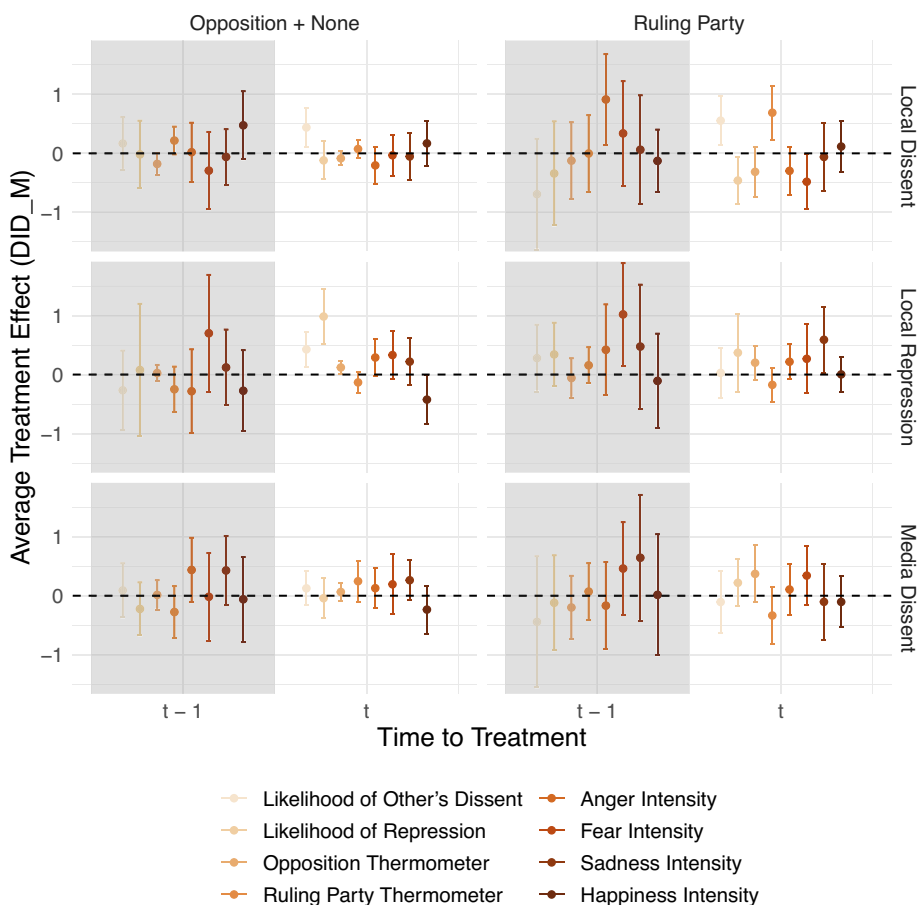 Opposition + None
Ruling Party
Average Treatment Effect (DID_M)
1
0
−1
Local Dissent
1
0
−1
Local Repression
1
0
−1
Media Dissent
t − 1
t
t − 1
t
Time to Treatment
Likelihood of Other's Dissent
Likelihood of Repression
Opposition Thermometer
Ruling Party Thermometer
Anger Intensity
Fear Intensity
Sadness Intensity
Happiness Intensity